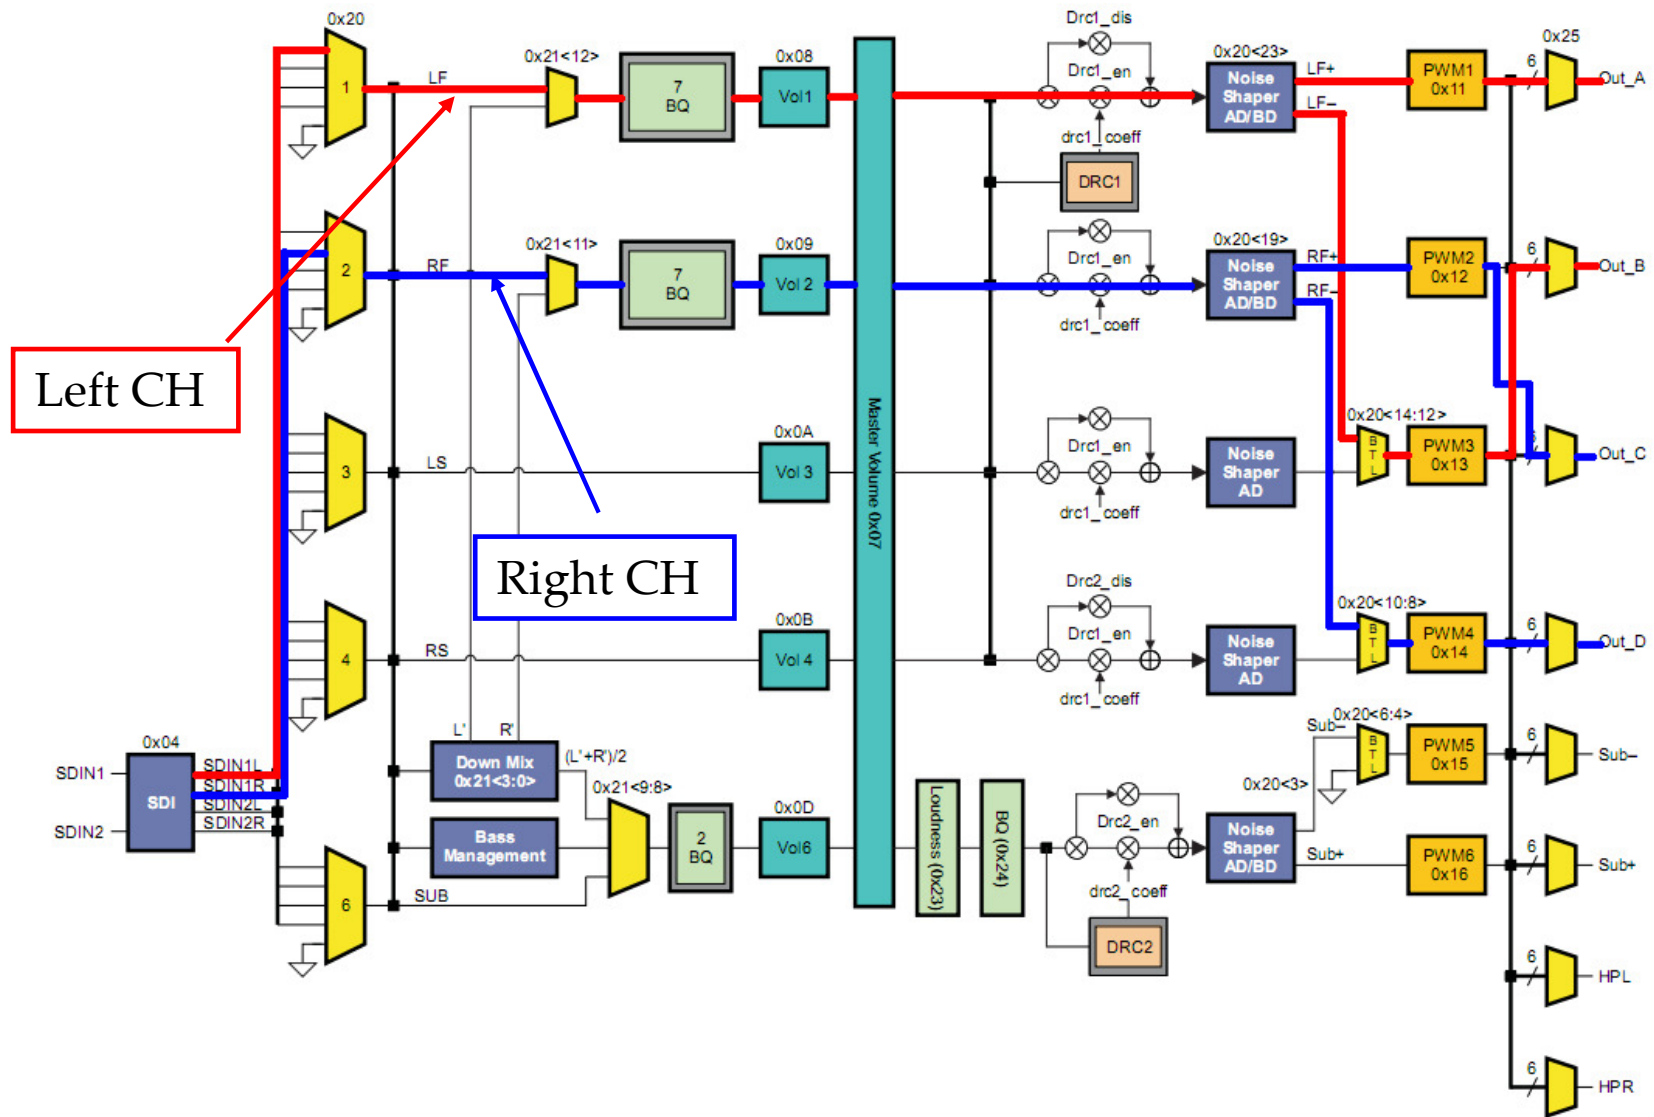 0x20
1
LF
0x21<12>
7
BQ
0x08
Vol1
Drc1_dis
Drc1_en
drc1_coeff
DRC1
0x20<23>
Noise
Shaper
AD/BD
LF+
LF–
PWM1
0x11
6
0x25
Out_A
2
RF
0x21<11>
7
BQ
0x09
Vol 2
Drc1_en
drc1_coeff
0x20<19>
Noise
Shaper
AD/BD
RF+
RF–
PWM2
0x12
6
Out_B
Left CH
Right CH
Master Volume 0x07
3
LS
0x0A
Vol 3
Drc1_en
drc1_coeff
Noise
Shaper
AD
0x20<14:12>
BTL
PWM3
0x13
6
Out_C
4
RS
0x0B
Vol 4
Drc2_dis
Drc1_en
drc1_coeff
Noise
Shaper
AD
0x20<10:8>
BTL
PWM4
0x14
6
Out_D
0x04
SDIN1
SDIN2
SDI
SDIN1L
SDIN1R
SDIN2L
SDIN2R
L'
R'
Down Mix
0x21<3:0>
(L'+R')/2
0x21<9:8>
Bass
Management
6
SUB
2
BQ
0x0D
Vol6
Loudness (0x23)
BQ (0x24)
Drc2_en
drc2_coeff
DRC2
0x20<3>
Noise
Shaper
AD/BD
Sub–
Sub+
0x20<6:4>
BTL
PWM5
0x15
6
Sub–
PWM6
0x16
6
Sub+
6
HPL
6
HPR